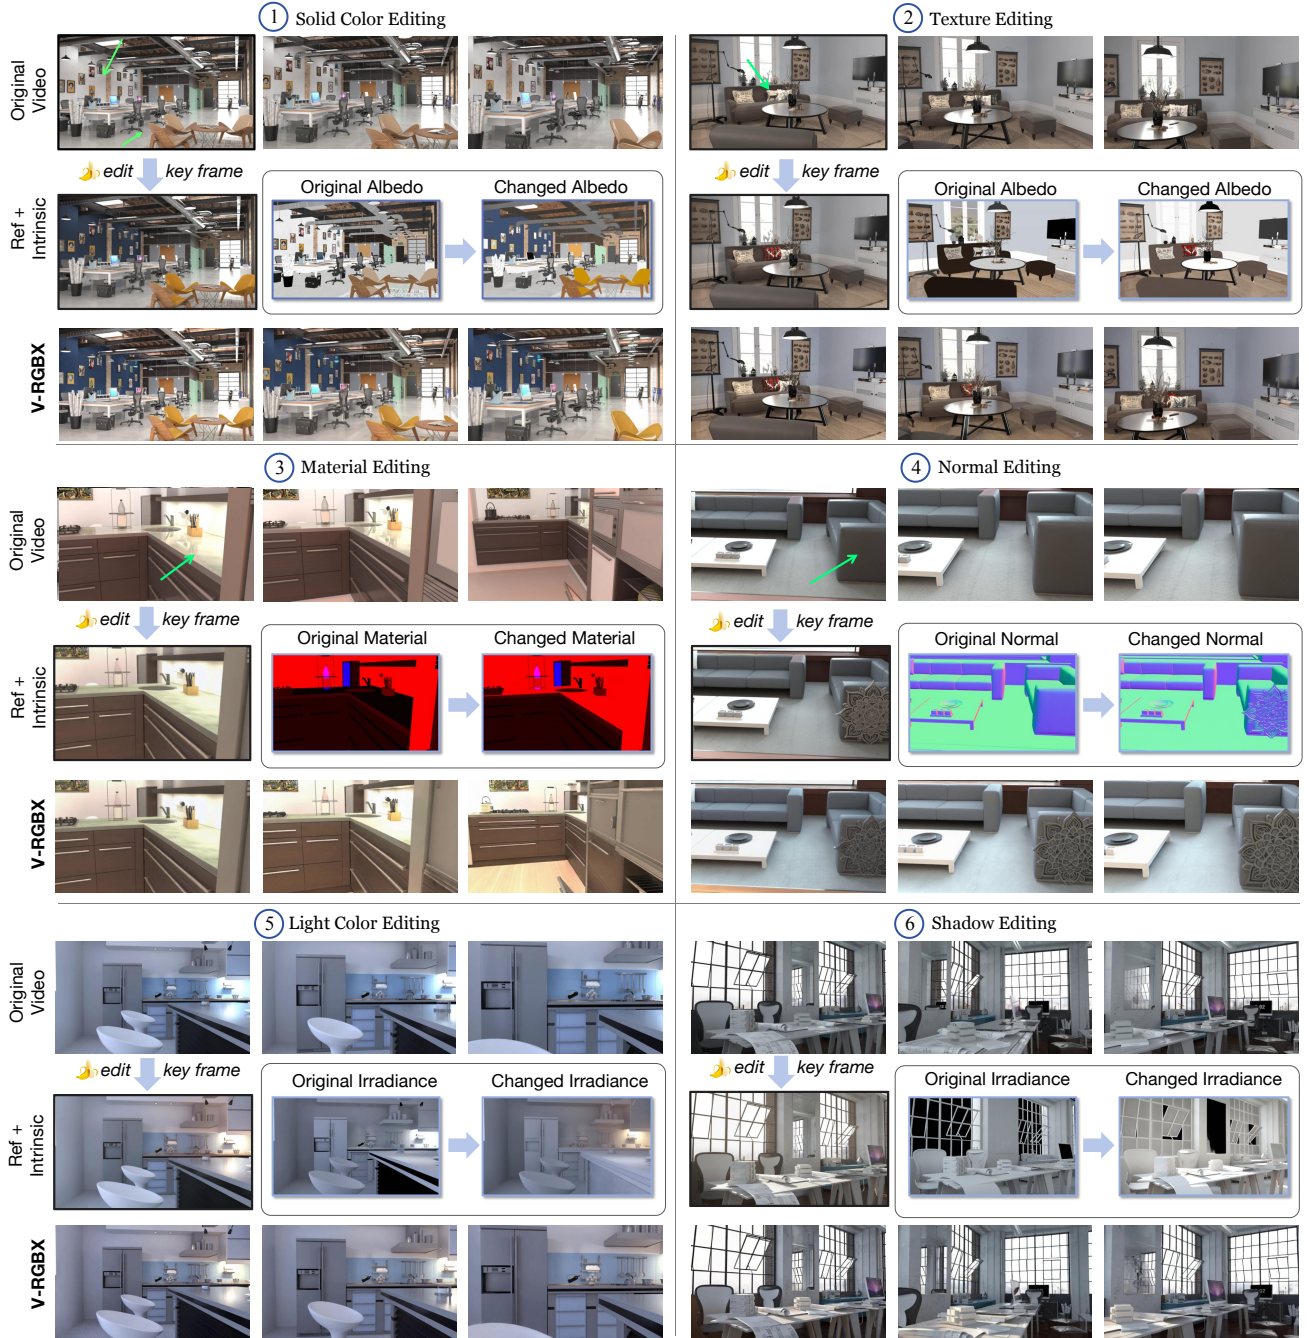 1 Solid Color Editing
Original
Video
edit key frame
Ref +
Intrinsic
Original Albedo Changed Albedo
V-RGBX
2 Texture Editing
edit key frame
Original Albedo Changed Albedo
3 Material Editing
Original
Video
edit key frame
Ref +
Intrinsic
Original Material Changed Material
V-RGBX
4 Normal Editing
edit key frame
Original Normal Changed Normal
5 Light Color Editing
Original
Video
edit key frame
Ref +
Intrinsic
Original Irradiance Changed Irradiance
V-RGBX
6 Shadow Editing
edit key frame
Original Irradiance Changed Irradiance